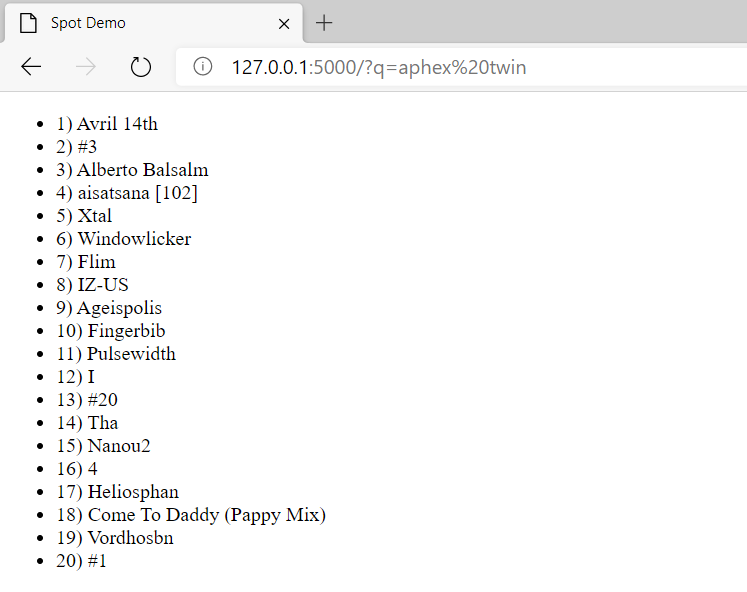 Spot Demo
127.0.0.1:5000/?q=aphex%20twin
1) Avril 14th
2) #3
3) Alberto Balsalm
4) aisatsana [102]
5) Xtal
6) Windowlicker
7) Flim
8) IZ-US
9) Ageispolis
10) Fingerbib
11) Pulsewidth
12) I
13) #20
14) Tha
15) Nanou2
16) 4
17) Heliosphan
18) Come To Daddy (Pappy Mix)
19) Vordhosbn
20) #1